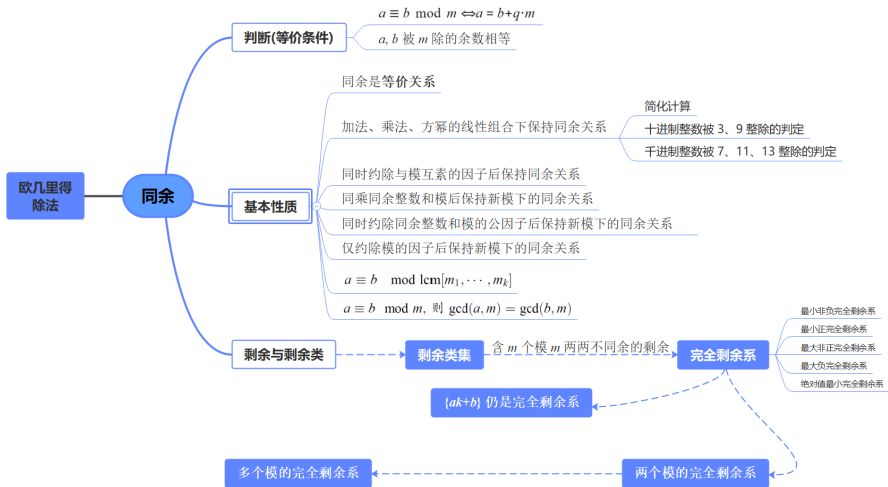 欧几里得
除法
同余
判断(等价条件)
a ≡ b mod m ⇔a = b+q·m
a, b 被 m 除的余数相等
基本性质
同余是等价关系
加法、乘法、方幂的线性组合下保持同余关系
简化计算
十进制整数被 3、9 整除的判定
千进制整数被 7、11、13 整除的判定
同时约除与模互素的因子后保持同余关系
同乘同余整数和模后保持新模下的同余关系
同时约除同余整数和模的公因子后保持新模下的同余关系
仅约除模的因子后保持新模下的同余关系
a ≡ b mod lcm[m₁, ⋯, mₖ]
a ≡ b mod m, 则 gcd(a, m) = gcd(b, m)
剩余与剩余类
剩余类集
含 m 个模 m 两两不同余的剩余
完全剩余系
最小非负完全剩余系
最小正完全剩余系
最大非正完全剩余系
最大负完全剩余系
绝对值最小完全剩余系
{ak+b} 仍是完全剩余系
两个模的完全剩余系
多个模的完全剩余系